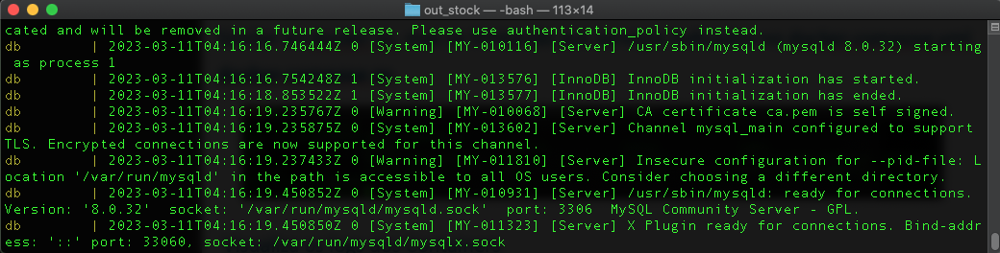 out_stock — -bash — 113×14
cated and will be removed in a future release. Please use authentication_policy instead.
db | 2023-03-11T04:16:16.746444Z 0 [System] [MY-010116] [Server] /usr/sbin/mysqld (mysqld 8.0.32) starting
as process 1
db | 2023-03-11T04:16:16.754248Z 1 [System] [MY-013576] [InnoDB] InnoDB initialization has started.
db | 2023-03-11T04:16:18.853522Z 1 [System] [MY-013577] [InnoDB] InnoDB initialization has ended.
db | 2023-03-11T04:16:19.235767Z 0 [Warning] [MY-010068] [Server] CA certificate ca.pem is self signed.
db | 2023-03-11T04:16:19.235875Z 0 [System] [MY-013602] [Server] Channel mysql_main configured to support
TLS. Encrypted connections are now supported for this channel.
db | 2023-03-11T04:16:19.237433Z 0 [Warning] [MY-011810] [Server] Insecure configuration for --pid-file: L
ocation '/var/run/mysqld' in the path is accessible to all OS users. Consider choosing a different directory.
db | 2023-03-11T04:16:19.450852Z 0 [System] [MY-010931] [Server] /usr/sbin/mysqld: ready for connections.
Version: '8.0.32'  socket: '/var/run/mysqld/mysqld.sock'  port: 3306  MySQL Community Server - GPL.
db | 2023-03-11T04:16:19.450850Z 0 [System] [MY-011323] [Server] X Plugin ready for connections. Bind-addr
ess: '::' port: 33060, socket: /var/run/mysqld/mysqlx.sock